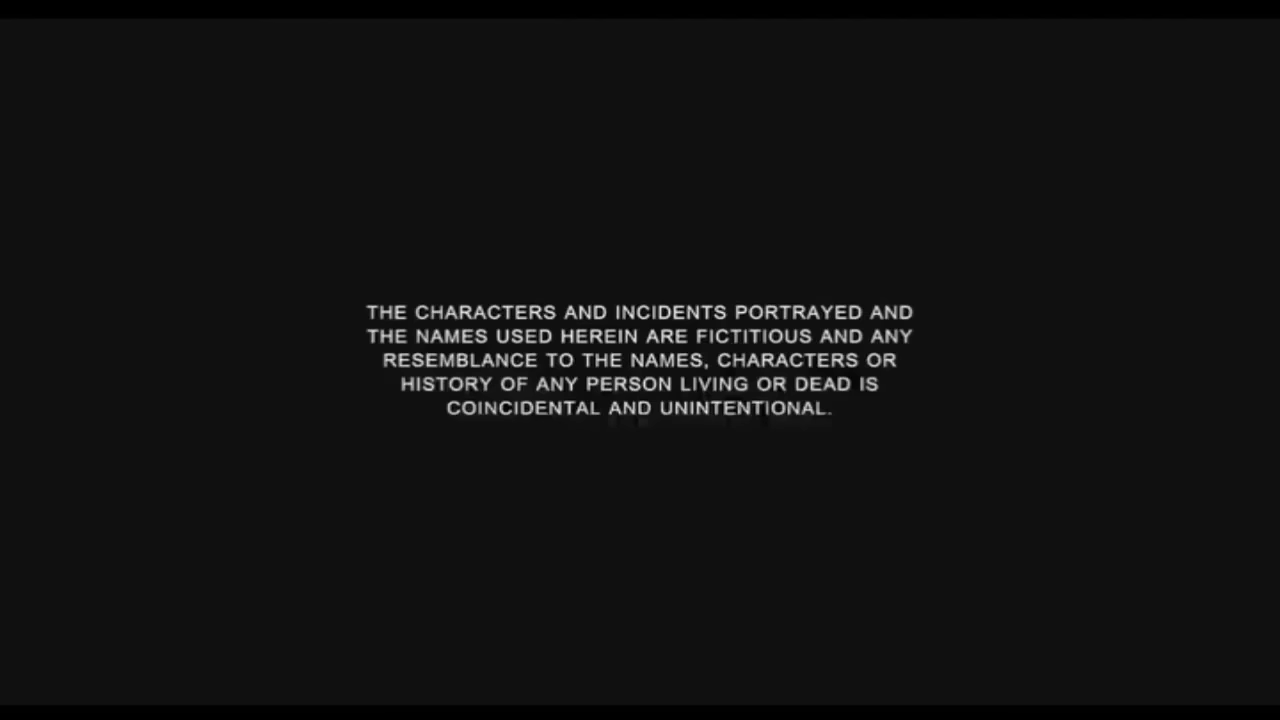 THE CHARACTERS AND INCIDENTS PORTRAYED AND
THE NAMES USED HEREIN ARE FICTITIOUS AND ANY
RESEMBLANCE TO THE NAMES, CHARACTERS OR
HISTORY OF ANY PERSON LIVING OR DEAD IS
COINCIDENTAL AND UNINTENTIONAL.